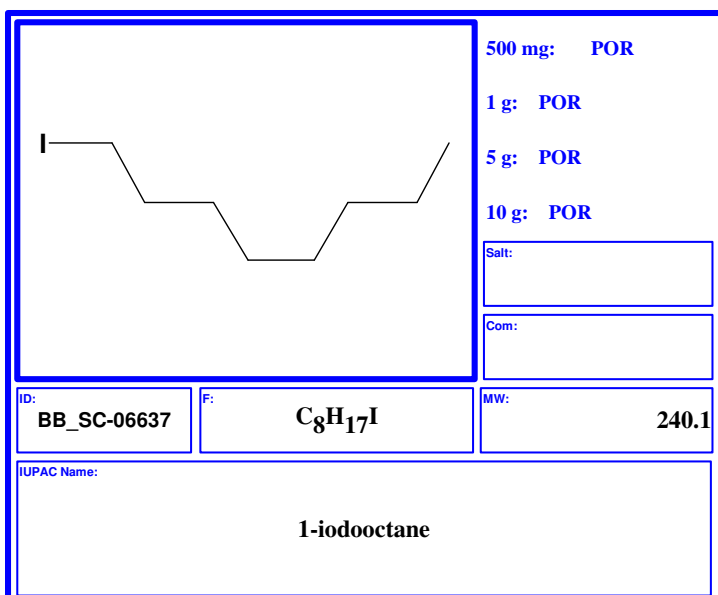 I
500 mg: POR
1 g: POR
5 g: POR
10 g: POR
Salt:
Com:
ID:
BB_SC-06637
F:
C8H17I
MW:
240.1
IUPAC Name:
1-iodooctane